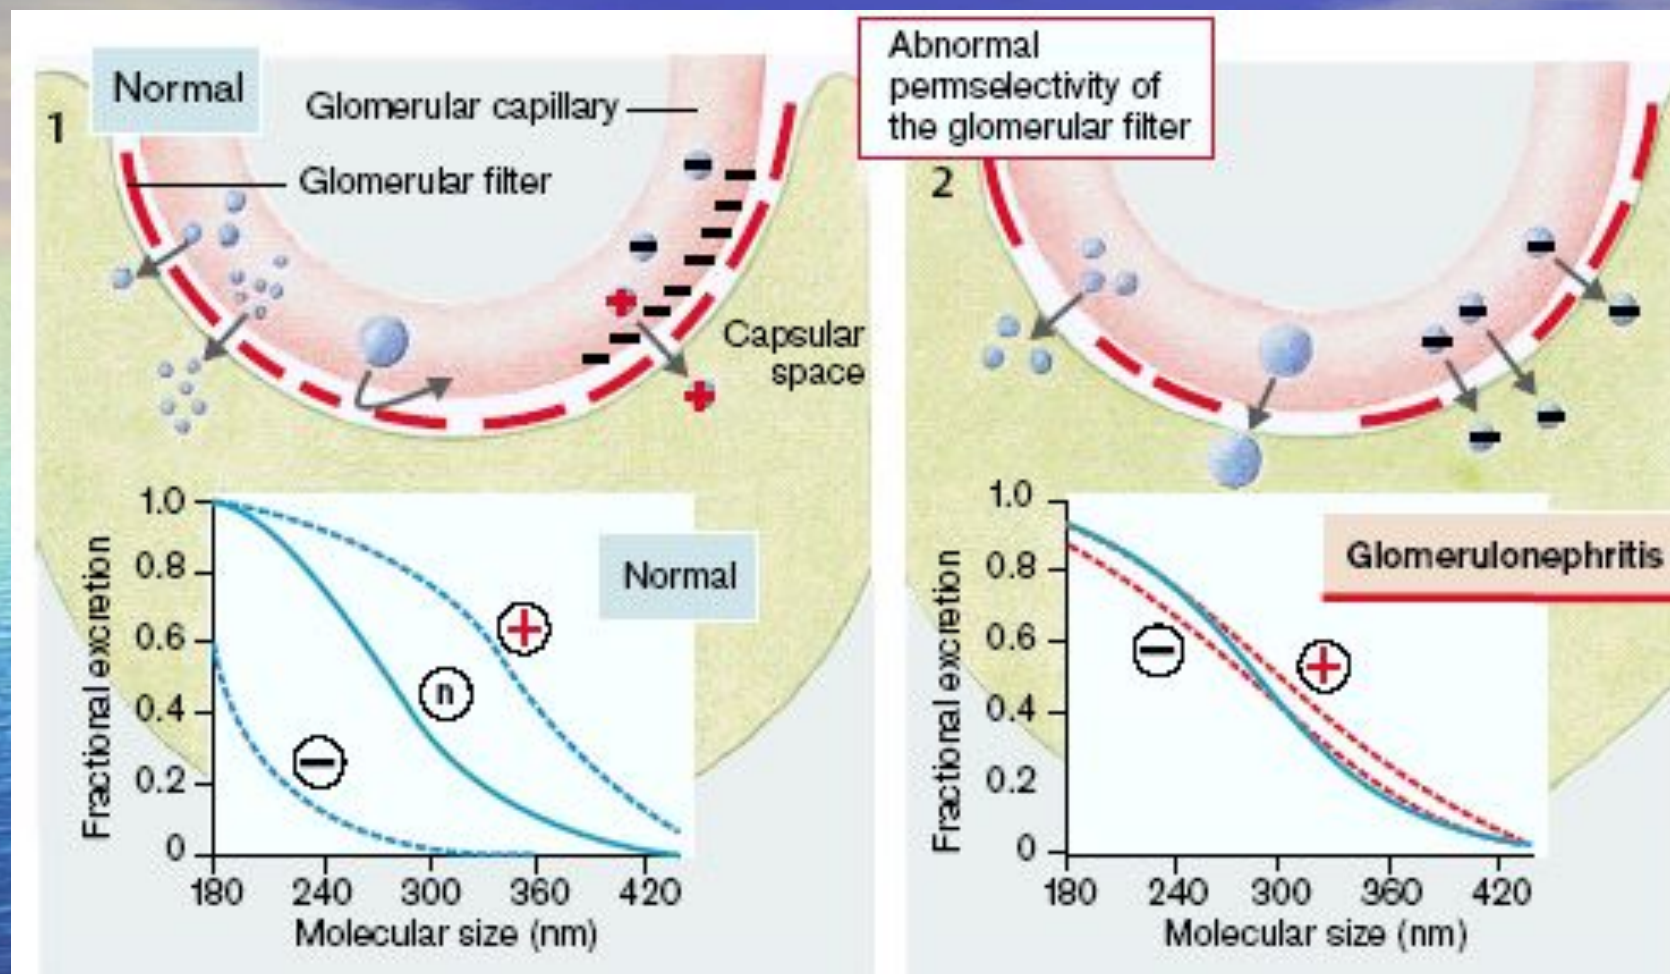 Normal
1
Glomerular capillary
Glomerular filter
Capsular
space
Abnormal
permselectivity of
the glomerular filter
2
Fractional excretion
1.0
0.8
0.6
0.4
0.2
0
+
n
−
Normal
180 240 300 360 420
Molecular size (nm)
Fractional excretion
1.0
0.8
0.6
0.4
0.2
0
−
+
Glomerulonephritis
180 240 300 360 420
Molecular size (nm)